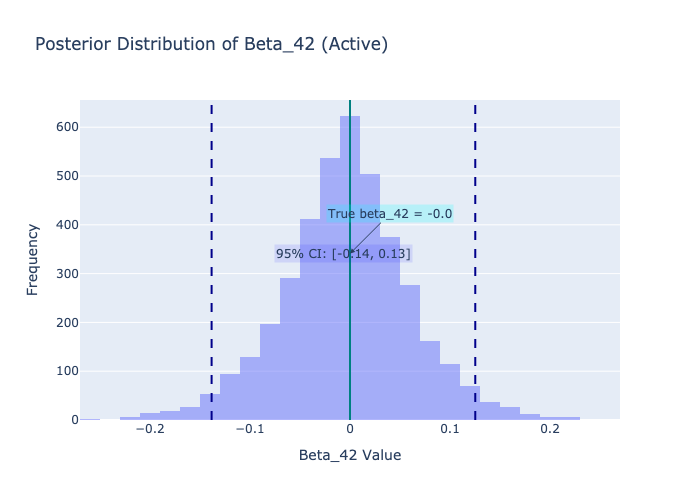 Posterior Distribution of Beta_42 (Active)
600
500
400
300
200
100
0
Frequency
True beta_42 = -0.0
95% CI: [-0.14, 0.13]
−0.2
−0.1
0
0.1
0.2
Beta_42 Value